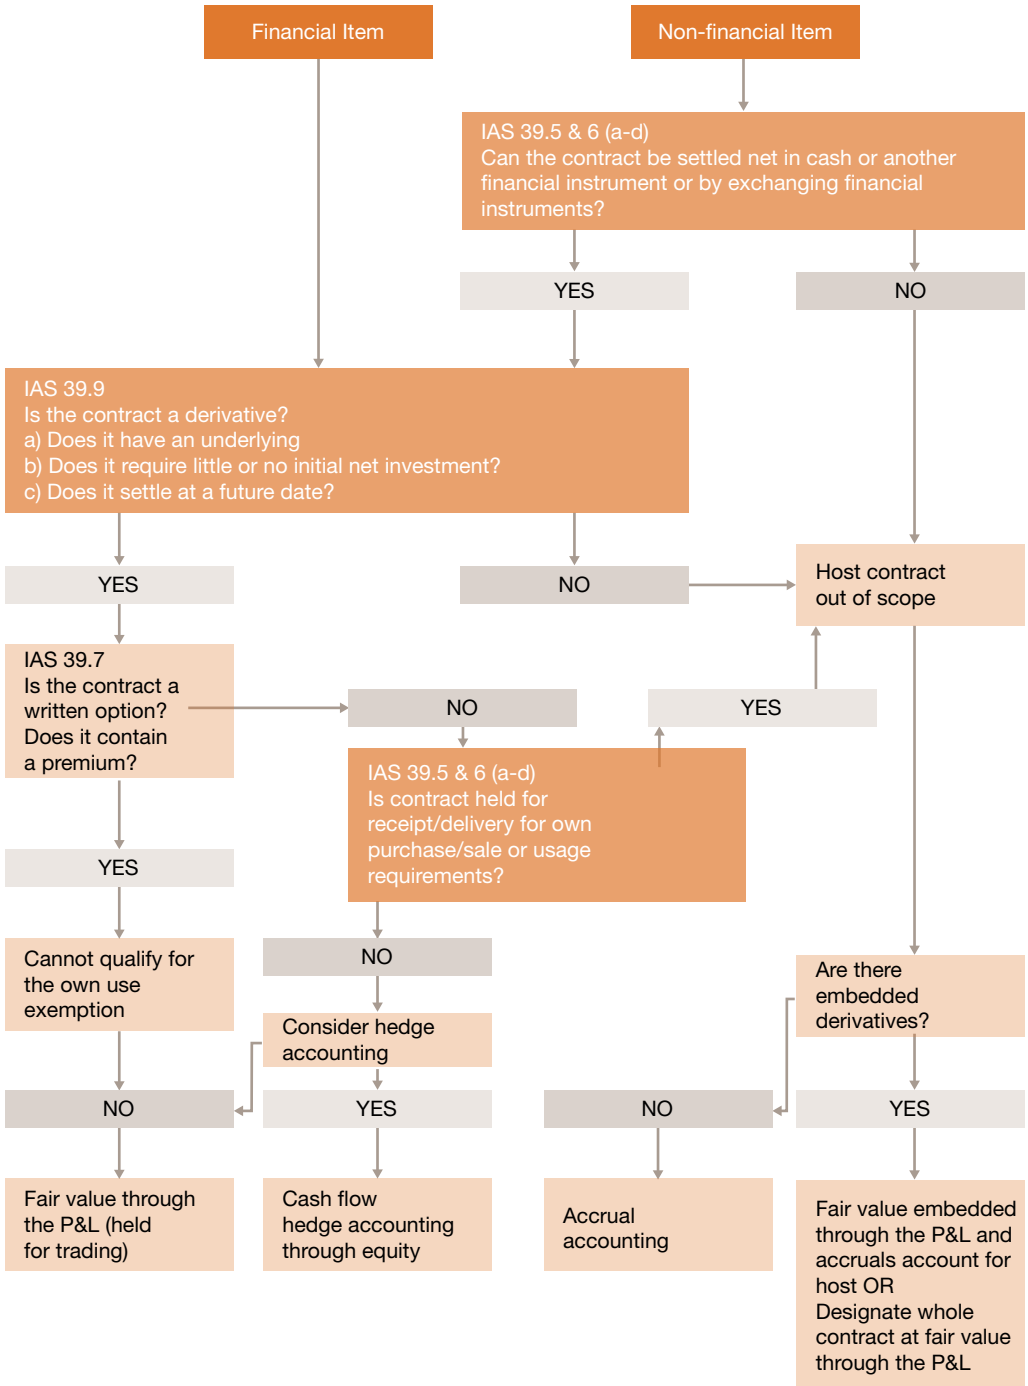 Financial Item
Non-financial Item
IAS 39.5 & 6 (a-d)
Can the contract be settled net in cash or another
financial instrument or by exchanging financial
instruments?
YES
NO
IAS 39.9
Is the contract a derivative?
a) Does it have an underlying
b) Does it require little or no initial net investment?
c) Does it settle at a future date?
YES
NO
Host contract
out of scope
IAS 39.7
Is the contract a
written option?
Does it contain
a premium?
NO
YES
IAS 39.5 & 6 (a-d)
Is contract held for
receipt/delivery for own
purchase/sale or usage
requirements?
YES
Cannot qualify for
the own use
exemption
NO
Consider hedge
accounting
Are there
embedded
derivatives?
NO
YES
NO
YES
Fair value through
the P&L (held
for trading)
Cash flow
hedge accounting
through equity
Accrual
accounting
Fair value embedded
through the P&L and
accruals account for
host OR
Designate whole
contract at fair value
through the P&L